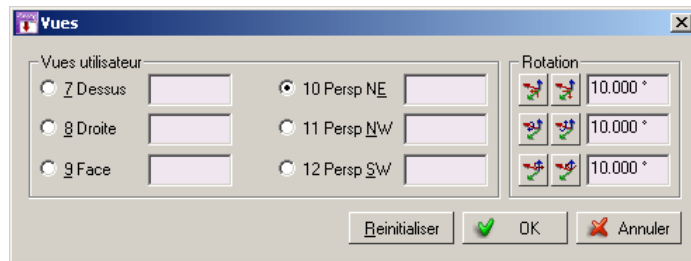 Vues
Vues utilisateur
Rotation
7 Dessus
10 Persp NE
10.000 °
8 Droite
11 Persp NW
10.000 °
9 Face
12 Persp SW
10.000 °
Reinitialiser
OK
Annuler